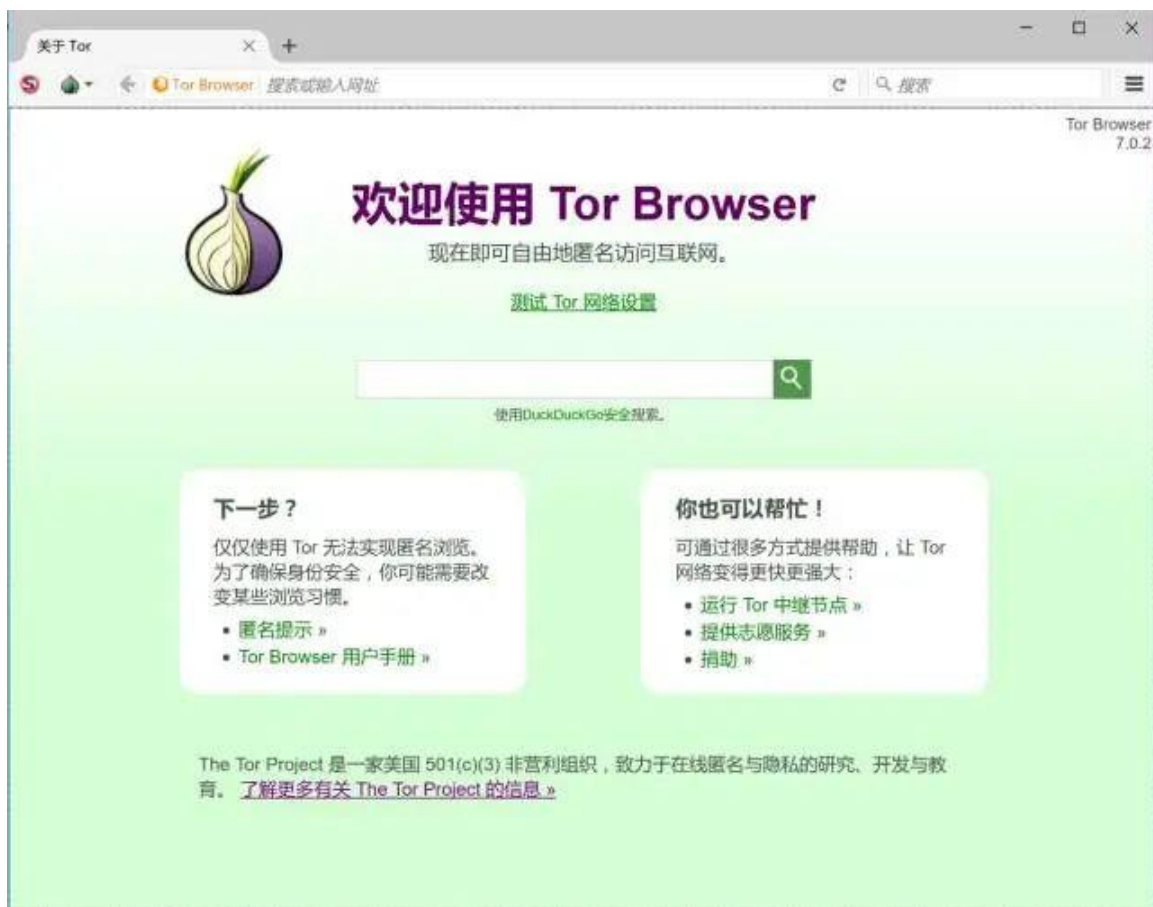 关于 Tor
Tor Browser 搜索或输入网址 搜索
Tor Browser
7.0.2
欢迎使用 Tor Browser
现在即可自由地匿名访问互联网。
测试 Tor 网络设置
使用DuckDuckGo安全搜索。
下一步？
仅仅使用 Tor 无法实现匿名浏览。
为了确保身份安全，你可能需要改
变某些浏览习惯。
• 匿名提示 »
• Tor Browser 用户手册 »
你也可以帮忙！
可通过很多方式提供帮助，让 Tor
网络变得更快更强大：
• 运行 Tor 中继节点 »
• 提供志愿服务 »
• 捐助 »
The Tor Project 是一家美国 501(c)(3) 非营利组织，致力于在线匿名与隐私的研究、开发与教
育。 了解更多有关 The Tor Project 的信息 »